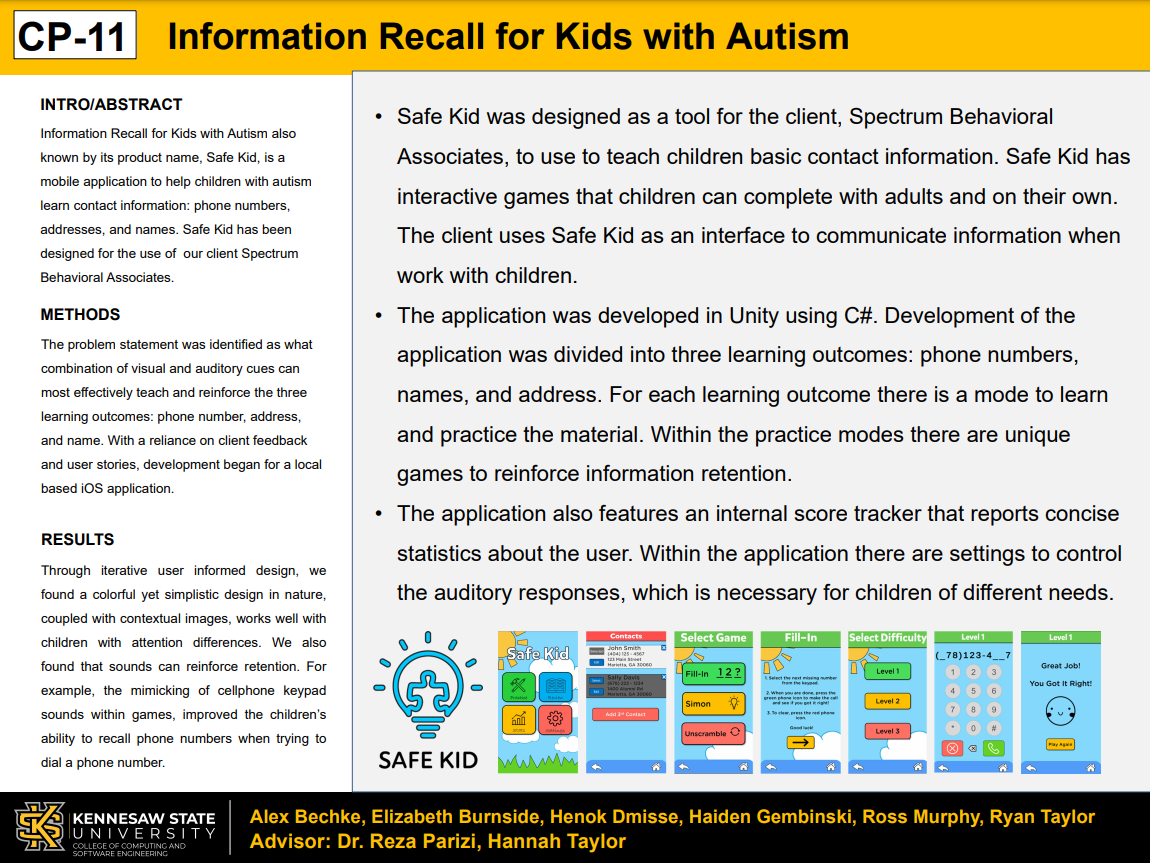 CP-11
Information Recall for Kids with Autism
INTRO/ABSTRACT
Information Recall for Kids with Autism also
known by its product name, Safe Kid, is a
mobile application to help children with autism
learn contact information: phone numbers,
addresses, and names. Safe Kid has been
designed for the use of our client Spectrum
Behavioral Associates.
METHODS
The problem statement was identified as what
combination of visual and auditory cues can
most effectively teach and reinforce the three
learning outcomes: phone number, address,
and name. With a reliance on client feedback
and user stories, development began for a local
based iOS application.
RESULTS
Through iterative user informed design, we
found a colorful yet simplistic design in nature,
coupled with contextual images, works well with
children with attention differences. We also
found that sounds can reinforce retention. For
example, the mimicking of cellphone keypad
sounds within games, improved the children's
ability to recall phone numbers when trying to
dial a phone number.
• Safe Kid was designed as a tool for the client, Spectrum Behavioral
Associates, to use to teach children basic contact information. Safe Kid has
interactive games that children can complete with adults and on their own.
The client uses Safe Kid as an interface to communicate information when
work with children.
• The application was developed in Unity using C#. Development of the
application was divided into three learning outcomes: phone numbers,
names, and address. For each learning outcome there is a mode to learn
and practice the material. Within the practice modes there are unique
games to reinforce information retention.
• The application also features an internal score tracker that reports concise
statistics about the user. Within the application there are settings to control
the auditory responses, which is necessary for children of different needs.
SAFE KID
Safe Kid
Contacts
John Smith
(404) 123 - 4567
123 Main Street
Marietta, GA 30060
Sally Davis
Marietta, GA 30060
Add 3rd Contact
Select Game
Fill-In 1 2 ?
Simon
Unscramble
Fill-In
1. Select the next missing number
from the keypad.
2. When you are done, press the
green phone icon to make the call
and see if you get it right!
3. To clear, press the red phone
icon.
Good luck!
Select Difficulty
Level 1
Level 2
Level 3
Level 1
(_78)123-4__7
1 2 3
4 5 6
7 8 9
* 0 #
Level 1
Great Job!
You Got It Right!
Play Again
KENNESAW STATE
UNIVERSITY
COLLEGE OF COMPUTING AND
SOFTWARE ENGINEERING
Alex Bechke, Elizabeth Burnside, Henok Dmisse, Haiden Gembinski, Ross Murphy, Ryan Taylor
Advisor: Dr. Reza Parizi, Hannah Taylor